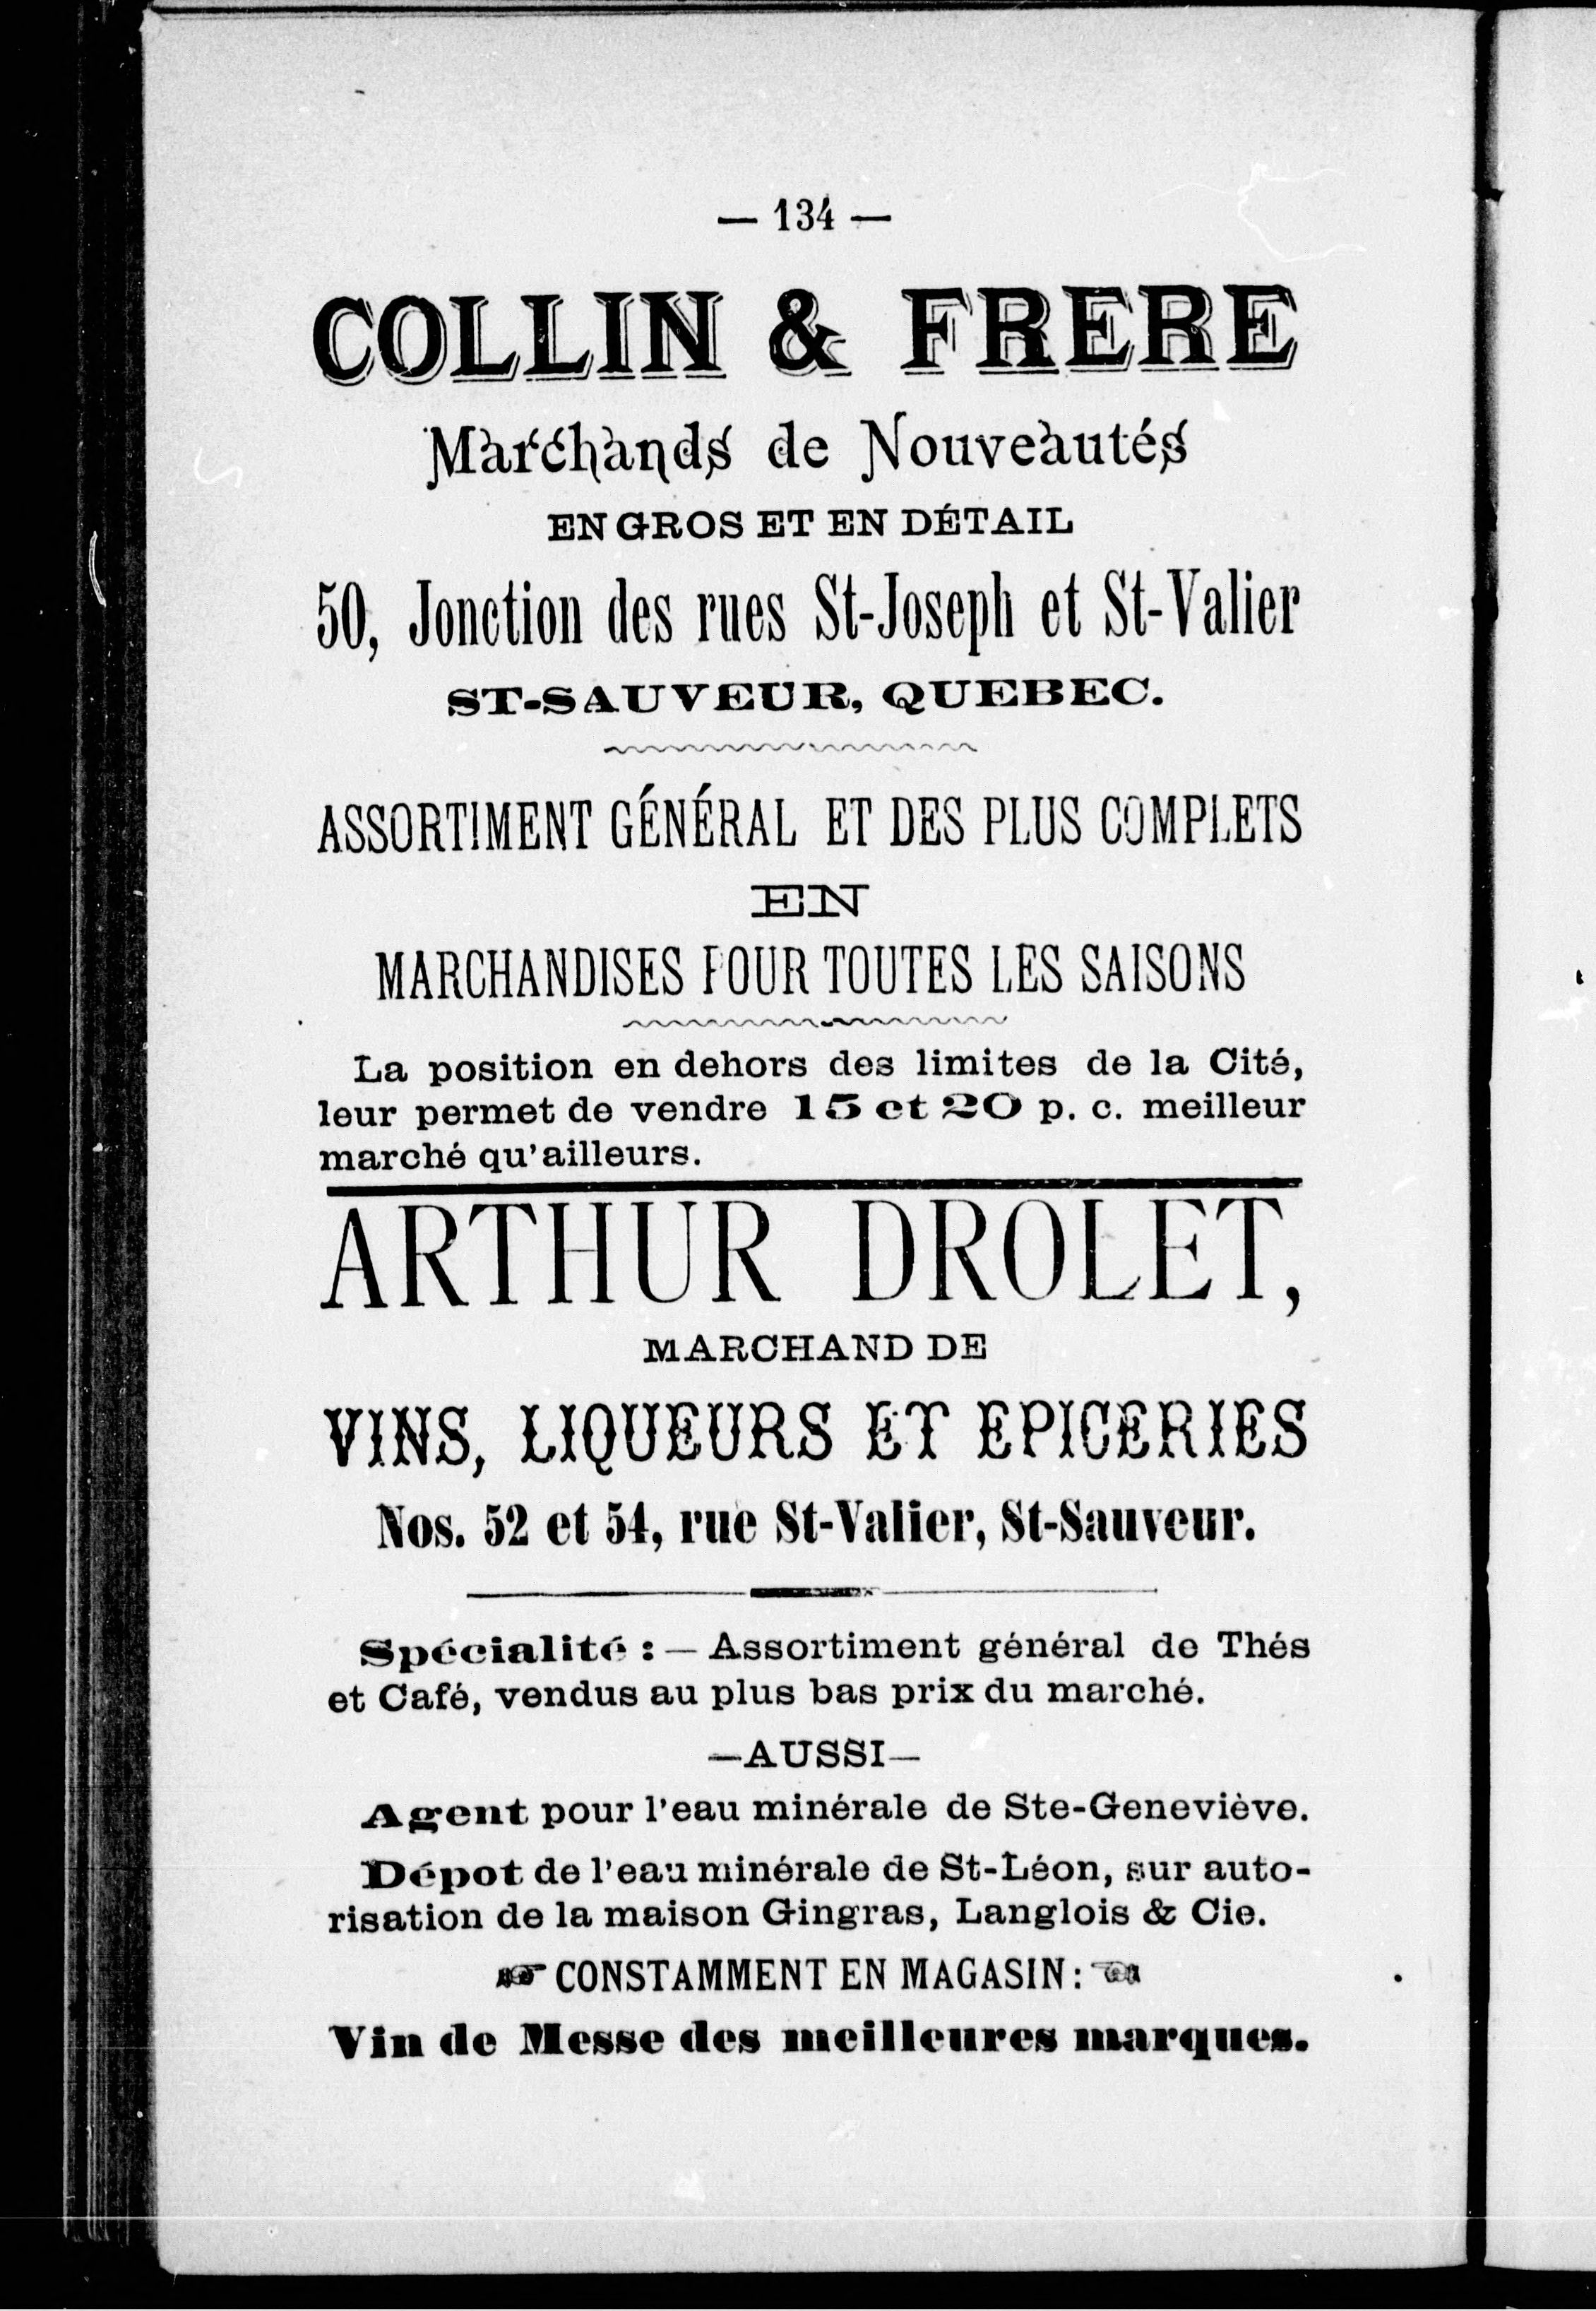 — 134 —
COLLIN & FRERE
Marchands de Nouveautés
EN GROS ET EN DÉTAIL
50, Jonction des rues St-Joseph et St-Valier
ST-SAUVEUR, QUEBEC.
ASSORTIMENT GÉNÉRAL ET DES PLUS COMPLETS
EN
MARCHANDISES POUR TOUTES LES SAISONS
La position en dehors des limites de la Cité,
leur permet de vendre 15 et 20 p. c. meilleur
marché qu'ailleurs.
ARTHUR DROLET,
MARCHAND DE
VINS, LIQUEURS ET EPICERIES
Nos. 52 et 54, rue St-Valier, St-Sauveur.
Spécialité : — Assortiment général de Thés
et Café, vendus au plus bas prix du marché.
—AUSSI—
Agent pour l'eau minérale de Ste-Geneviève.
Dépot de l'eau minérale de St-Léon, sur auto-
risation de la maison Gingras, Langlois & Cie.
☞ CONSTAMMENT EN MAGASIN : ☜
Vin de Messe des meilleures marques.